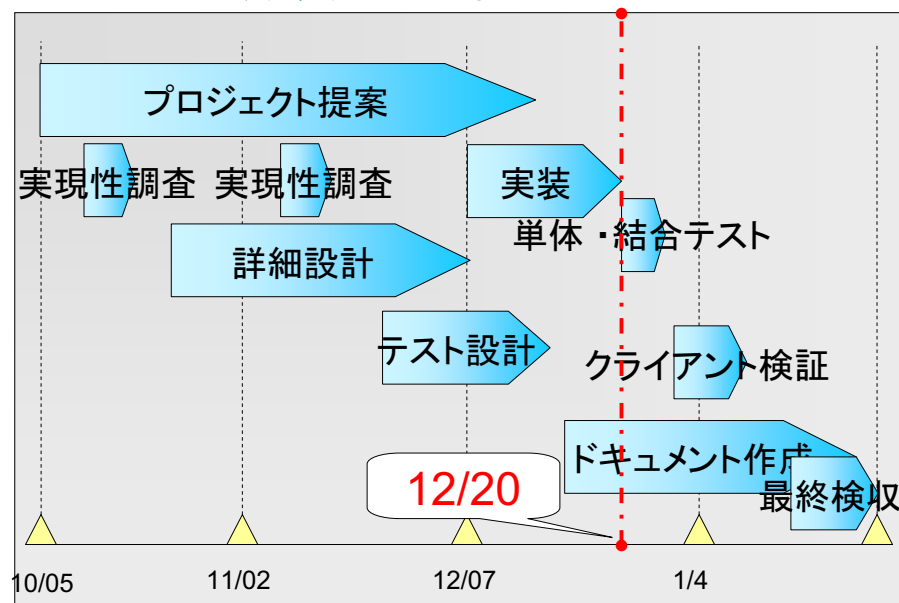 プロジェクト提案
実現性調査
実現性調査
実装
単体・結合テスト
詳細設計
テスト設計
クライアント検証
ドキュメント作成
最終検収
12/20
10/05
11/02
12/07
1/4